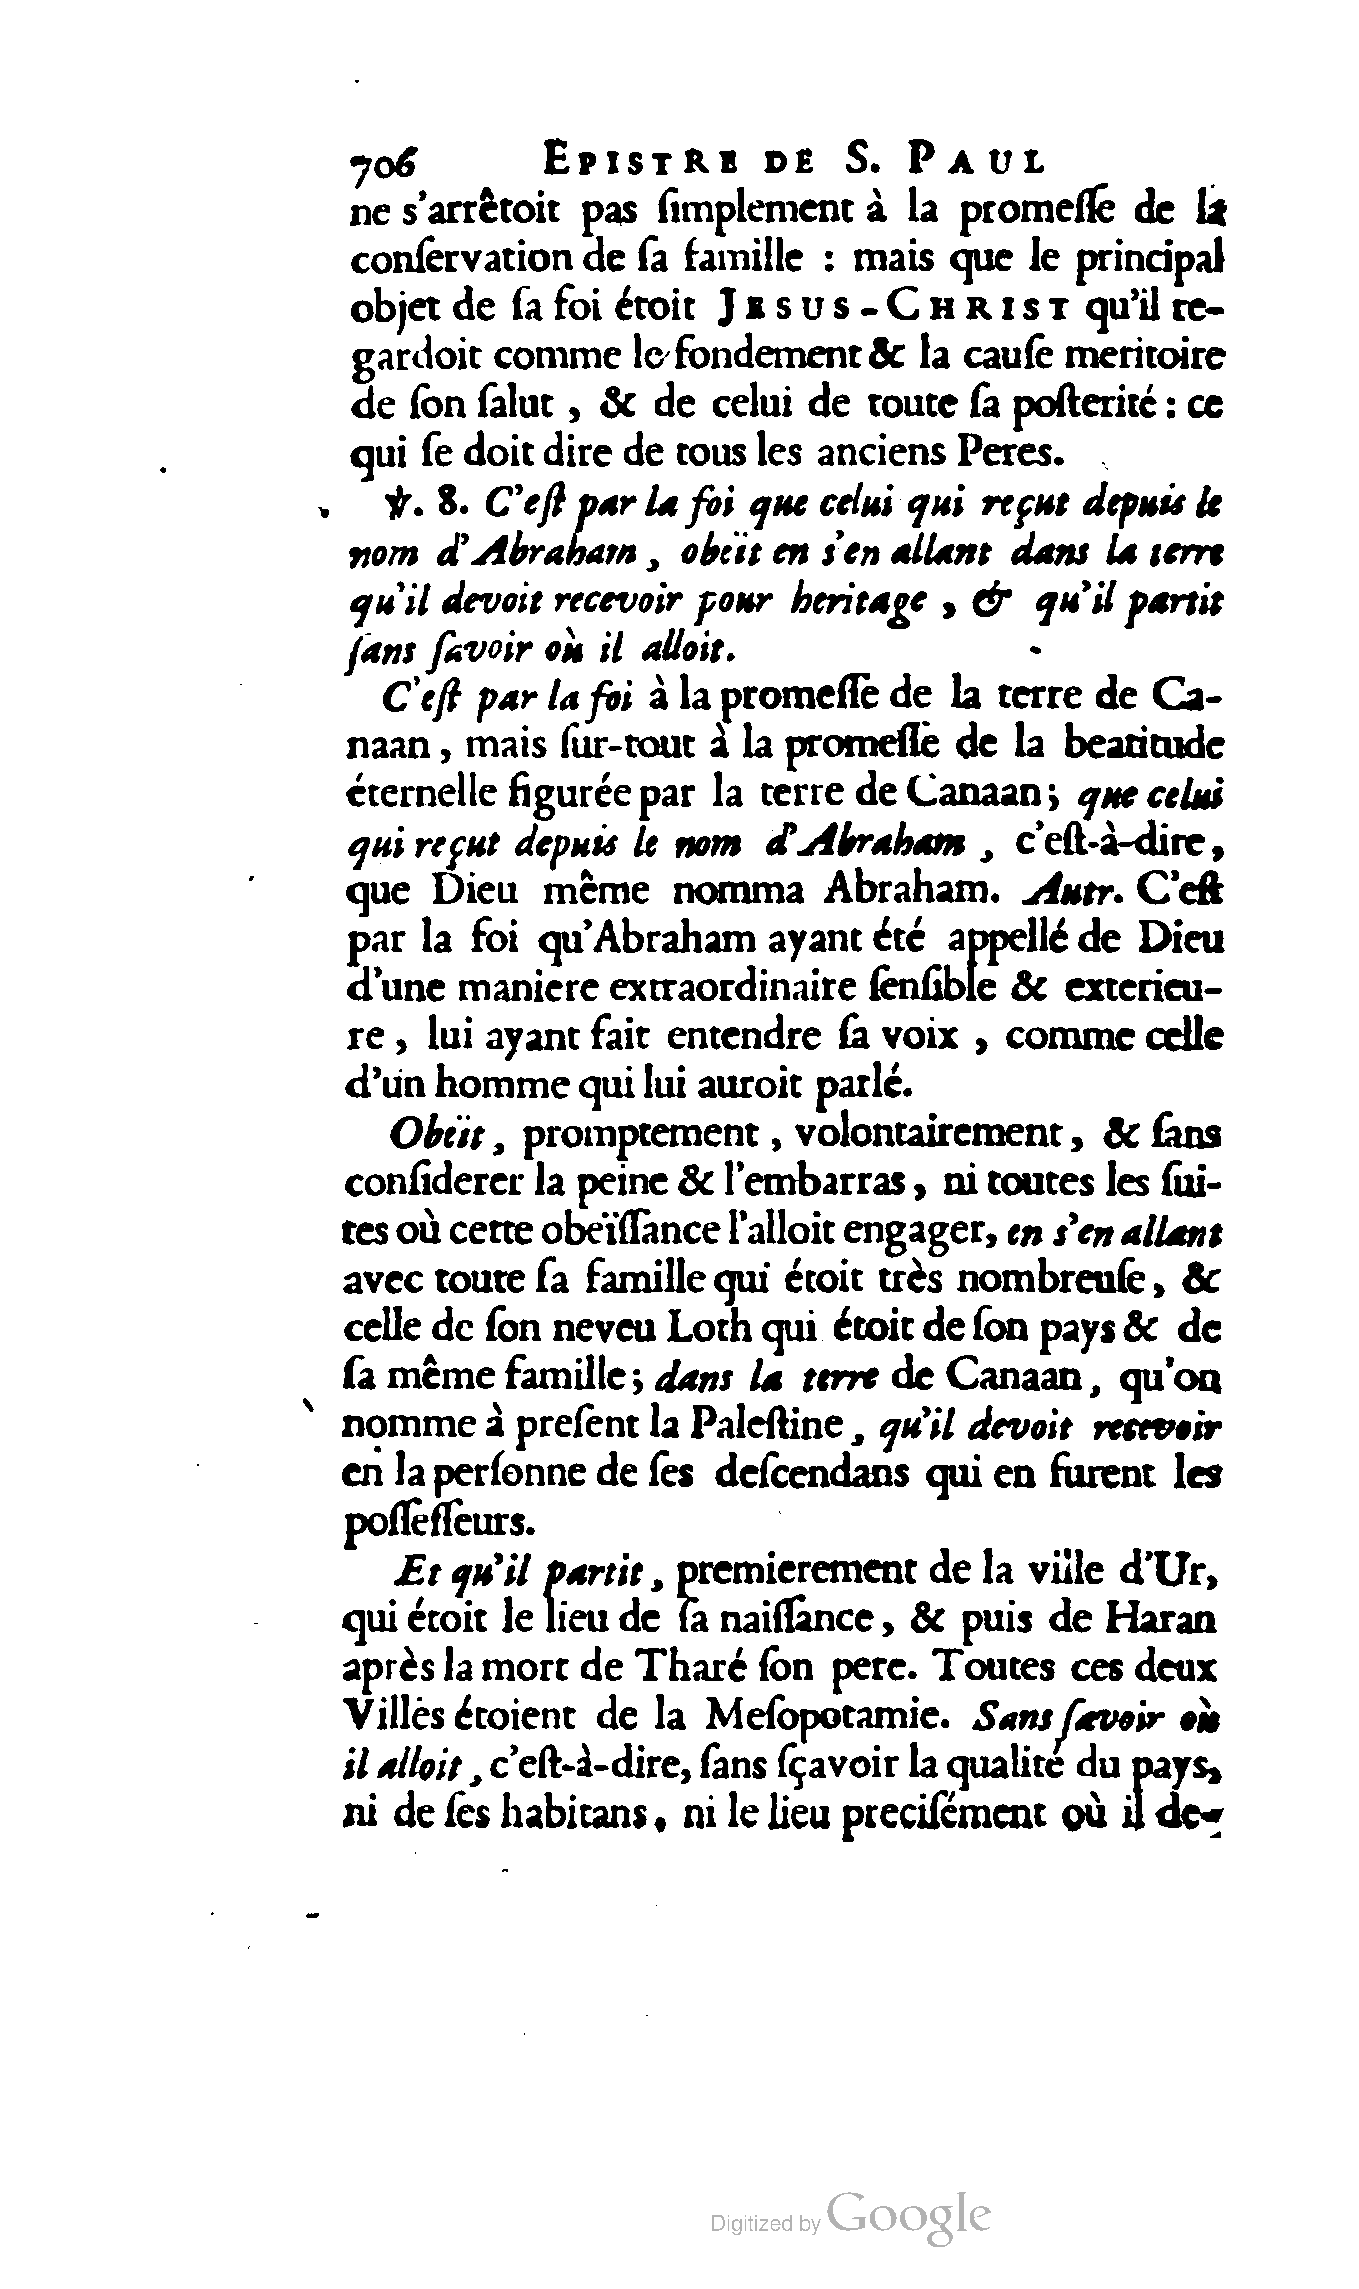 706 EPISTRE DE S. PAUL
ne s'arrêtoit pas ſimplement à la promeſſe de la
conſervation de ſa famille : mais que le principal
objet de ſa foi étoit JESUS-CHRIST qu'il re-
gardoit comme le fondement & la cauſe meritoire
de ſon ſalut , & de celui de toute ſa poſterité : ce
qui ſe doit dire de tous les anciens Peres.
℣. 8. C'eſt par la foi que celui qui reçut depuis le
nom d'Abraham , obeït en s'en allant dans la terre
qu'il devoit recevoir pour heritage , & qu'il partit
ſans ſavoir où il alloit.
C'eſt par la foi à la promeſſe de la terre de Ca-
naan , mais ſur-tout à la promeſſe de la beatitude
éternelle figurée par la terre de Canaan ; que celui
qui reçut depuis le nom d'Abraham , c'eſt-à-dire,
que Dieu même nomma Abraham. Autr. C'eſt
par la foi qu'Abraham ayant été appellé de Dieu
d'une maniere extraordinaire ſenſible & exterieu-
re , lui ayant fait entendre ſa voix , comme celle
d'un homme qui lui auroit parlé.
Obeït , promptement , volontairement , & ſans
conſiderer la peine & l'embarras , ni toutes les ſui-
tes où cette obeïſſance l'alloit engager, en s'en allant
avec toute ſa famille qui étoit très nombreuſe , &
celle de ſon neveu Loth qui étoit de ſon pays & de
ſa même famille ; dans la terre de Canaan , qu'on
nomme à preſent la Paleſtine , qu'il devoit recevoir
en la perſonne de ſes deſcendans qui en furent les
poſſeſſeurs.
Et qu'il partit , premierement de la ville d'Ur,
qui étoit le lieu de ſa naiſſance , & puis de Haran
après la mort de Tharé ſon pere. Toutes ces deux
Villes étoient de la Meſopotamie. Sans ſavoir où
il alloit , c'eſt-à-dire, ſans ſçavoir la qualité du pays,
ni de ſes habitans, ni le lieu preciſément où il de-
Digitized by Google